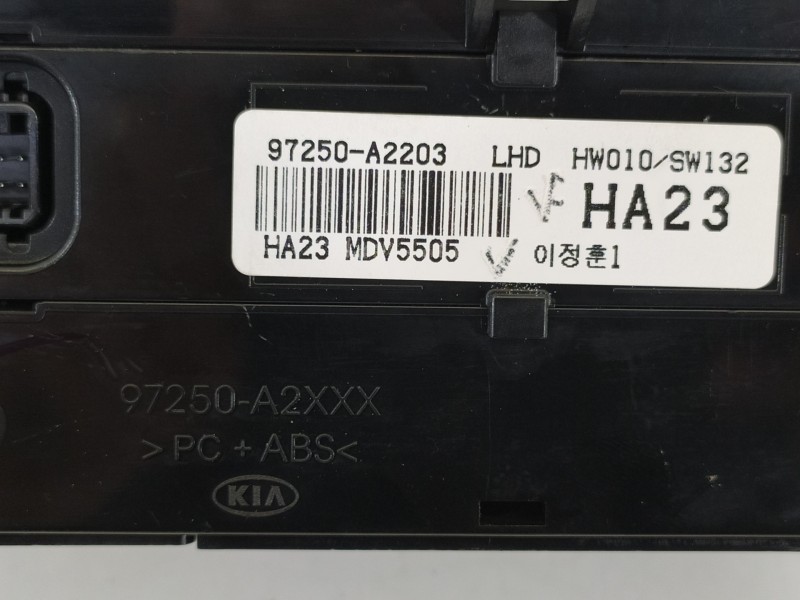 97250-A2203 LHD HW010/SW132
HA23
HA23 MDV5505 이정훈1
97250-A2XXX
>PC + ABS<
KIA